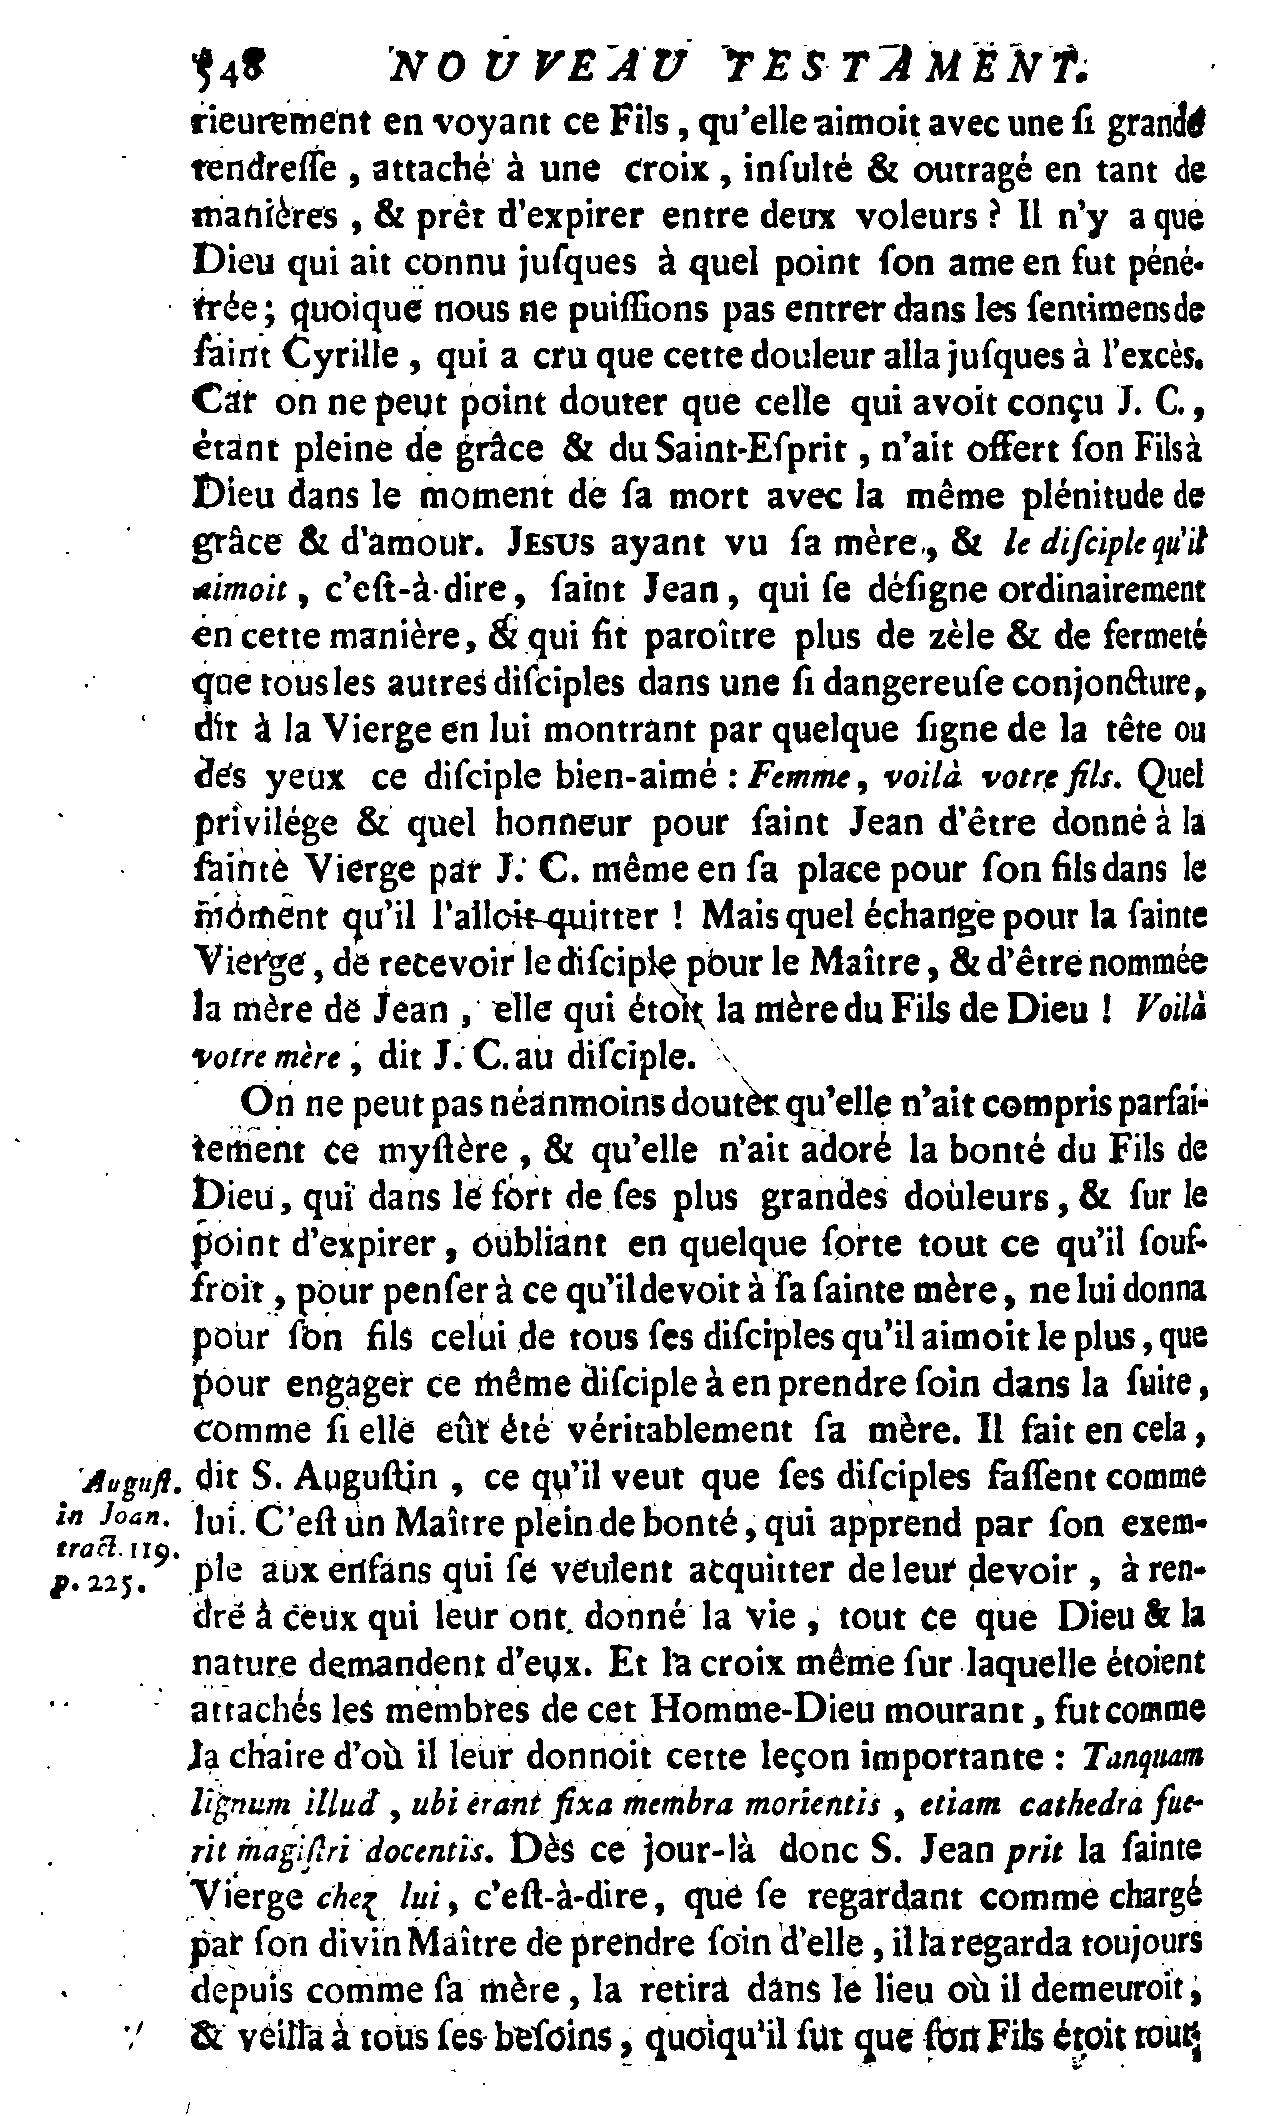 548 NOUVEAU TESTAMENT.
rieurement en voyant ce Fils, qu'elle aimoit avec une ſi grande
tendreſſe, attaché à une croix, inſulté & outragé en tant de
manières, & prêt d'expirer entre deux voleurs ? Il n'y a que
Dieu qui ait connu juſques à quel point ſon ame en fut péné-
trée ; quoique nous ne puiſſions pas entrer dans les ſentimens de
ſaint Cyrille, qui a cru que cette douleur alla juſques à l'excès.
Car on ne peut point douter que celle qui avoit conçu J. C.,
étant pleine de grâce & du Saint-Eſprit, n'ait offert ſon Fils à
Dieu dans le moment de ſa mort avec la même plénitude de
grâce & d'amour. JESUS ayant vu ſa mère, & le diſciple qu'il
aimoit, c'eſt-à-dire, ſaint Jean, qui ſe déſigne ordinairement
en cette manière, & qui fit paroître plus de zèle & de fermeté
que tous les autres diſciples dans une ſi dangereuſe conjoncture,
dit à la Vierge en lui montrant par quelque ſigne de la tête ou
des yeux ce diſciple bien-aimé : Femme, voilà votre fils. Quel
privilége & quel honneur pour ſaint Jean d'être donné à la
ſainte Vierge par J. C. même en ſa place pour ſon fils dans le
moment qu'il l'alloit quitter ! Mais quel échange pour la ſainte
Vierge, de recevoir le diſciple pour le Maître, & d'être nommée
la mère de Jean, elle qui étoit la mère du Fils de Dieu ! Voilà
votre mère, dit J. C. au diſciple.
On ne peut pas néanmoins douter qu'elle n'ait compris parfai-
tement ce myſtère, & qu'elle n'ait adoré la bonté du Fils de
Dieu, qui dans le fort de ſes plus grandes douleurs, & ſur le
point d'expirer, oubliant en quelque ſorte tout ce qu'il ſouf-
froit, pour penſer à ce qu'il devoit à ſa ſainte mère, ne lui donna
pour ſon fils celui de tous ſes diſciples qu'il aimoit le plus, que
pour engager ce même diſciple à en prendre ſoin dans la ſuite,
comme ſi elle eût été véritablement ſa mère. Il fait en cela,
dit S. Auguſtin, ce qu'il veut que ſes diſciples faſſent comme
lui. C'eſt un Maître plein de bonté, qui apprend par ſon exem-
ple aux enfans qui ſe veulent acquitter de leur devoir, à ren-
dre à ceux qui leur ont donné la vie, tout ce que Dieu & la
nature demandent d'eux. Et la croix même ſur laquelle étoient
attachés les membres de cet Homme-Dieu mourant, fut comme
la chaire d'où il leur donnoit cette leçon importante : Tanquam
lignum illud, ubi erant fixa membra morientis, etiam cathedra fue-
rit magiſtri docentis. Dès ce jour-là donc S. Jean prit la ſainte
Vierge chez lui, c'eſt-à-dire, que ſe regardant comme chargé
par ſon divin Maître de prendre ſoin d'elle, il la regarda toujours
depuis comme ſa mère, la retira dans le lieu où il demeuroit,
& veilla à tous ſes beſoins, quoiqu'il ſut que ſon Fils étoit tout-
Auguſt.
in Joan.
tract. 119.
p. 225.